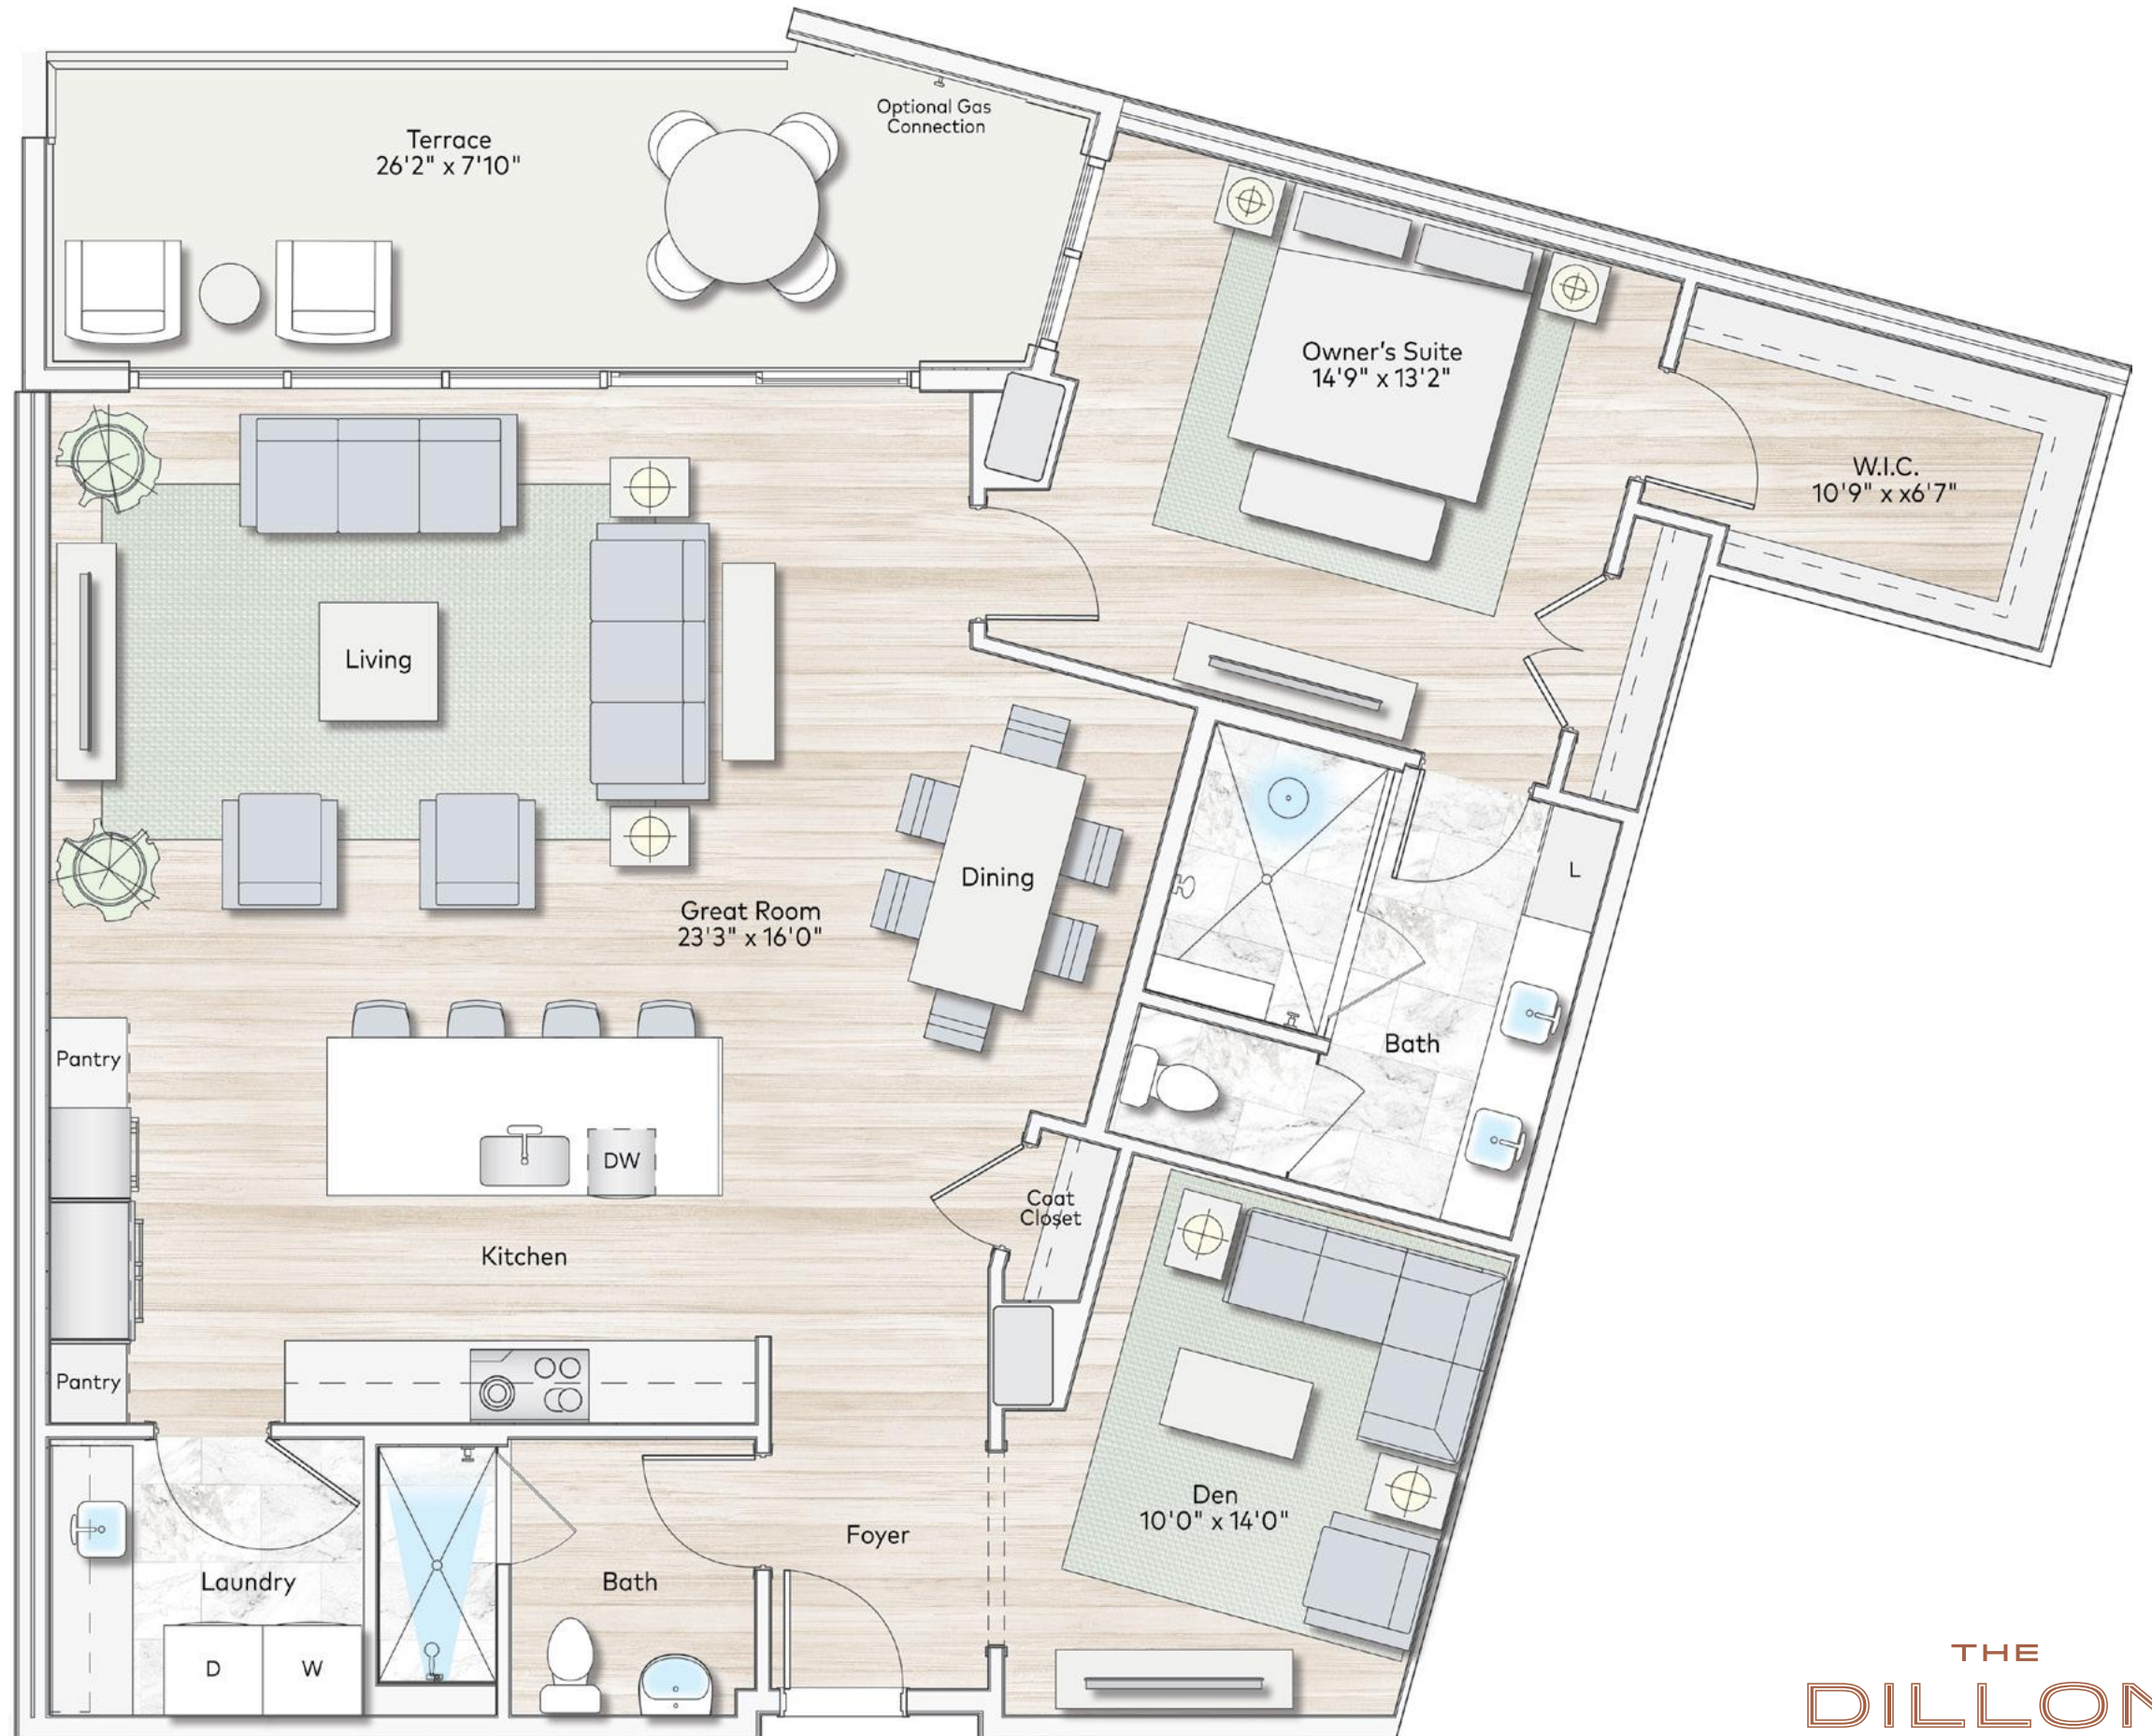 Optional Gas
Connection
Terrace
26'2" x 7'10"
Owner's Suite
14'9" x 13'2"
W.I.C.
10'9" x x6'7"
Living
Dining
L
Great Room
23'3" x 16'0"
Bath
Pantry
DW
Coat
Closet
Kitchen
Pantry
Den
10'0" x 14'0"
Foyer
Laundry
Bath
D
W
THE
DILLON